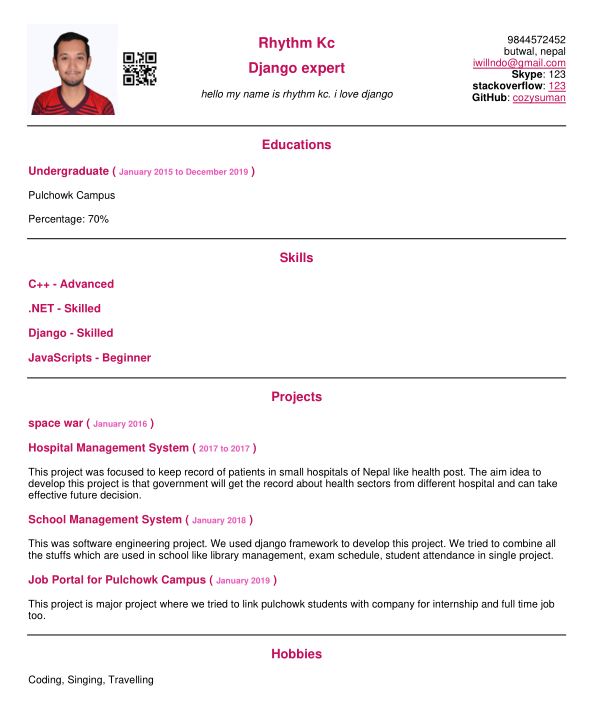 Rhythm Kc
Django expert
hello my name is rhythm kc. i love django
9844572452
butwal, nepal
iwillndo@gmail.com
Skype: 123
stackoverflow: 123
GitHub: cozysuman
Educations
Undergraduate ( January 2015 to December 2019 )
Pulchowk Campus
Percentage: 70%
Skills
C++ - Advanced
.NET - Skilled
Django - Skilled
JavaScripts - Beginner
Projects
space war ( January 2016 )
Hospital Management System ( 2017 to 2017 )
This project was focused to keep record of patients in small hospitals of Nepal like health post. The aim idea to
develop this project is that government will get the record about health sectors from different hospital and can take
effective future decision.
School Management System ( January 2018 )
This was software engineering project. We used django framework to develop this project. We tried to combine all
the stuffs which are used in school like library management, exam schedule, student attendance in single project.
Job Portal for Pulchowk Campus ( January 2019 )
This project is major project where we tried to link pulchowk students with company for internship and full time job
too.
Hobbies
Coding, Singing, Travelling